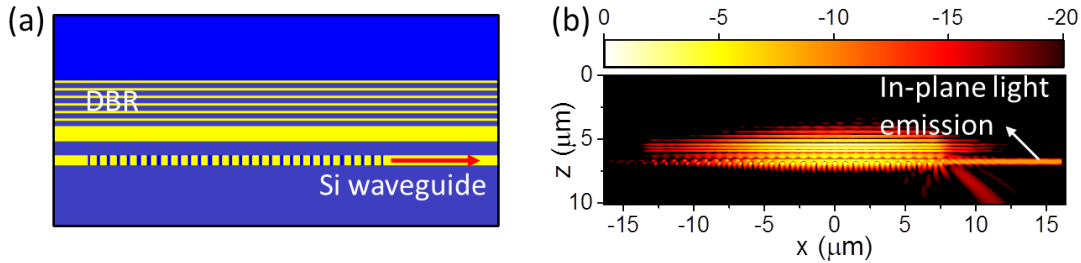 (a)
DBR
Si waveguide
(b)
0 -5 -10 -15 -20
In-plane light
emission
z (μm)
0
5
10
-15 -10 -5 0 5 10 15
x (μm)